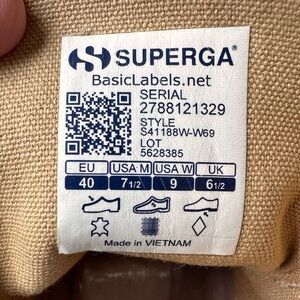 SUPERGA®
BasicLabels.net
SERIAL
2788121329
STYLE
S41188W-W69
LOT
5628385
EU USA M USA W UK
40 7 1/2 9 6 1/2
Made in VIETNAM